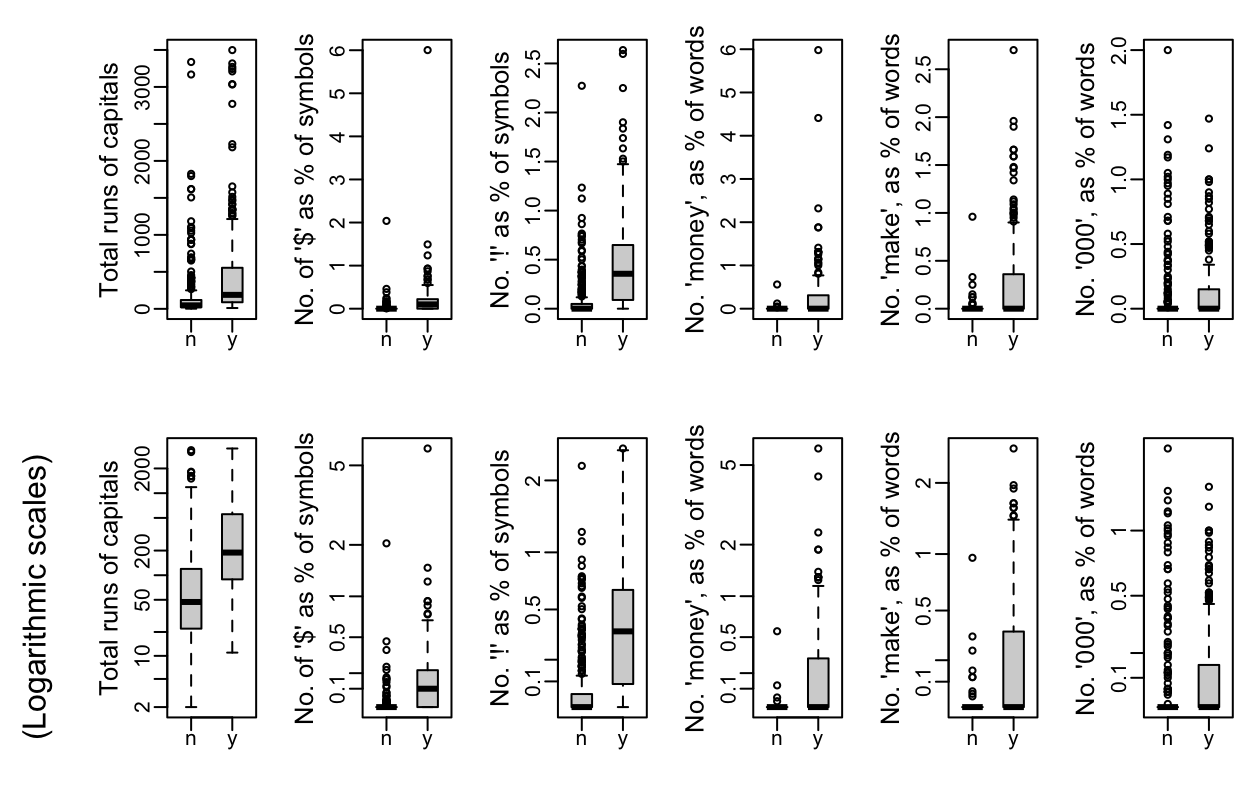 Total runs of capitals
0 1000 2000 3000
n y
No. of '$' as % of symbols
0 1 2 3 4 5 6
n y
No. '!' as % of symbols
0.0 0.5 1.0 1.5 2.0 2.5
n y
No. 'money', as % of words
0 1 2 3 4 5 6
n y
No. 'make', as % of words
0.0 0.5 1.0 1.5 2.0 2.5
n y
No. '000', as % of words
0.0 0.5 1.0 1.5 2.0
n y
(Logarithmic scales)
Total runs of capitals
2 10 50 200 2000
n y
No. of '$' as % of symbols
0.1 0.5 1 2 5
n y
No. '!' as % of symbols
0.1 0.5 1 2
n y
No. 'money', as % of words
0.1 0.5 1 2 5
n y
No. 'make', as % of words
0.1 0.5 1 2
n y
No. '000', as % of words
0.1 0.5 1
n y